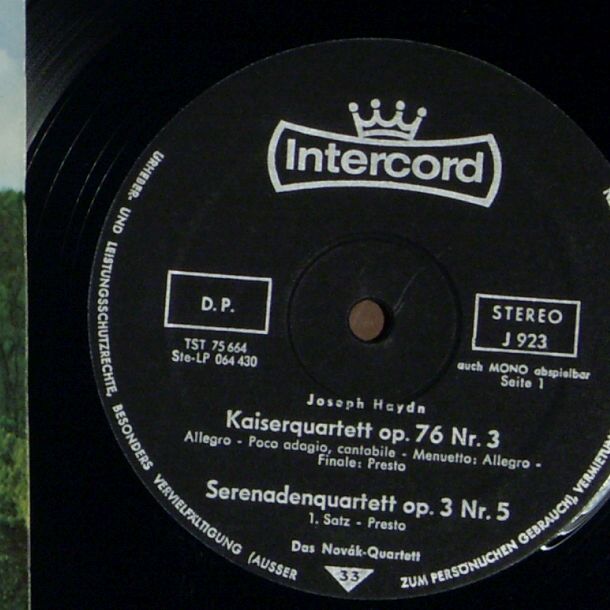 Intercord
D. P.
TST 75 664
Ste-LP 064 430
STEREO
J 923
auch MONO abspielbar
Seite 1
Joseph Haydn
Kaiserquartett op. 76 Nr. 3
Allegro - Poco adagio, cantabile - Menuetto: Allegro -
Finale: Presto
Serenadenquartett op. 3 Nr. 5
1. Satz - Presto
Das Novák-Quartett
33
URHEBER- UND LEISTUNGSSCHUTZRECHTE, BESONDERS VERVIELFÄLTIGUNG (AUSSER
ZUM PERSÖNLICHEN GEBRAUCH), VERMIETUN